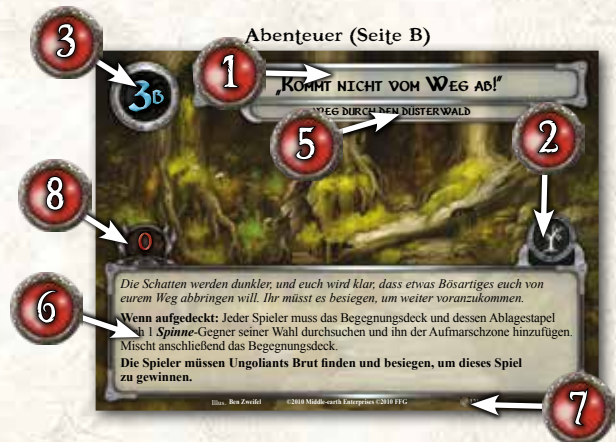 Abenteuer (Seite B)
3
1
„Kommt nicht vom Weg ab!“
3B
Weg durch den Düsterwald
5
2
8
0
Die Schatten werden dunkler, und euch wird klar, dass etwas Bösartiges euch von
eurem Weg abbringen will. Ihr müsst es besiegen, um weiter voranzukommen.
6
Wenn aufgedeckt: Jeder Spieler muss das Begegnungsdeck und dessen Ablagestapel
1 Spinne-Gegner seiner Wahl durchsuchen und ihn der Aufmarschzone hinzufügen.
Mischt anschließend das Begegnungsdeck.
Die Spieler müssen Ungoliants Brut finden und besiegen, um dieses Spiel
zu gewinnen.
Illus. Ben Zweifel ©2010 Middle-earth Enterprises ©2010 FFG
7